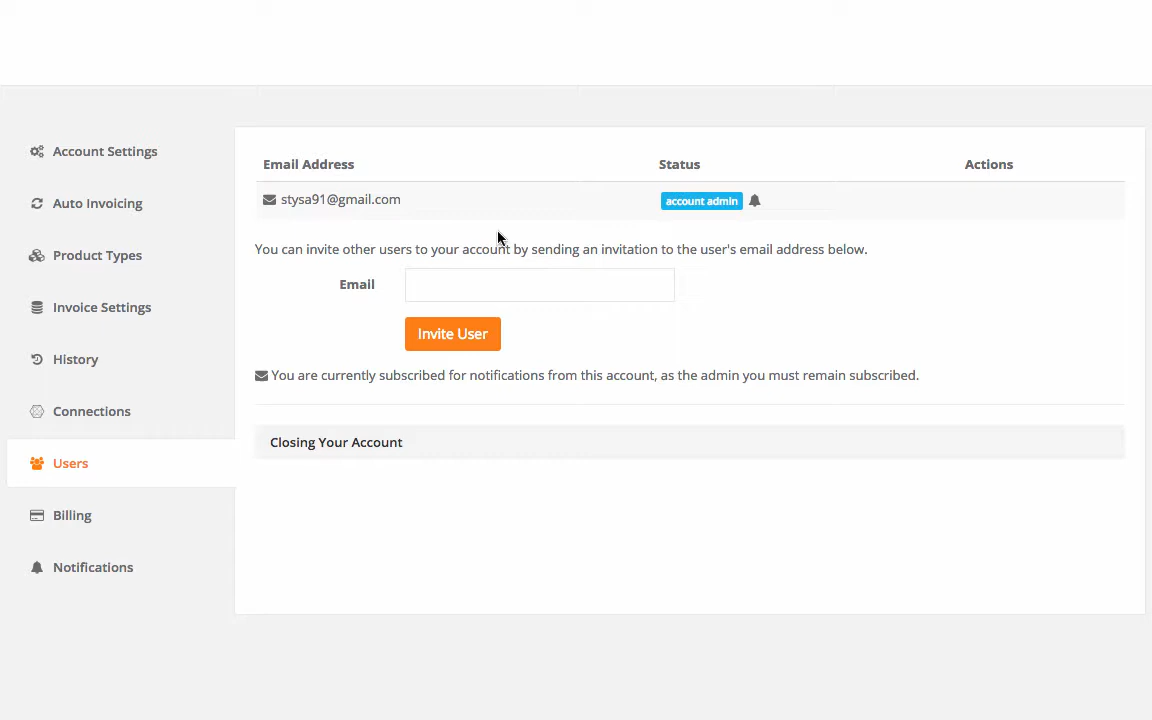 Account Settings
Auto Invoicing
Product Types
Invoice Settings
History
Connections
Users
Billing
Notifications
Email Address Status Actions
stysa91@gmail.com account admin
You can invite other users to your account by sending an invitation to the user's email address below.
Email
Invite User
You are currently subscribed for notifications from this account, as the admin you must remain subscribed.
Closing Your Account